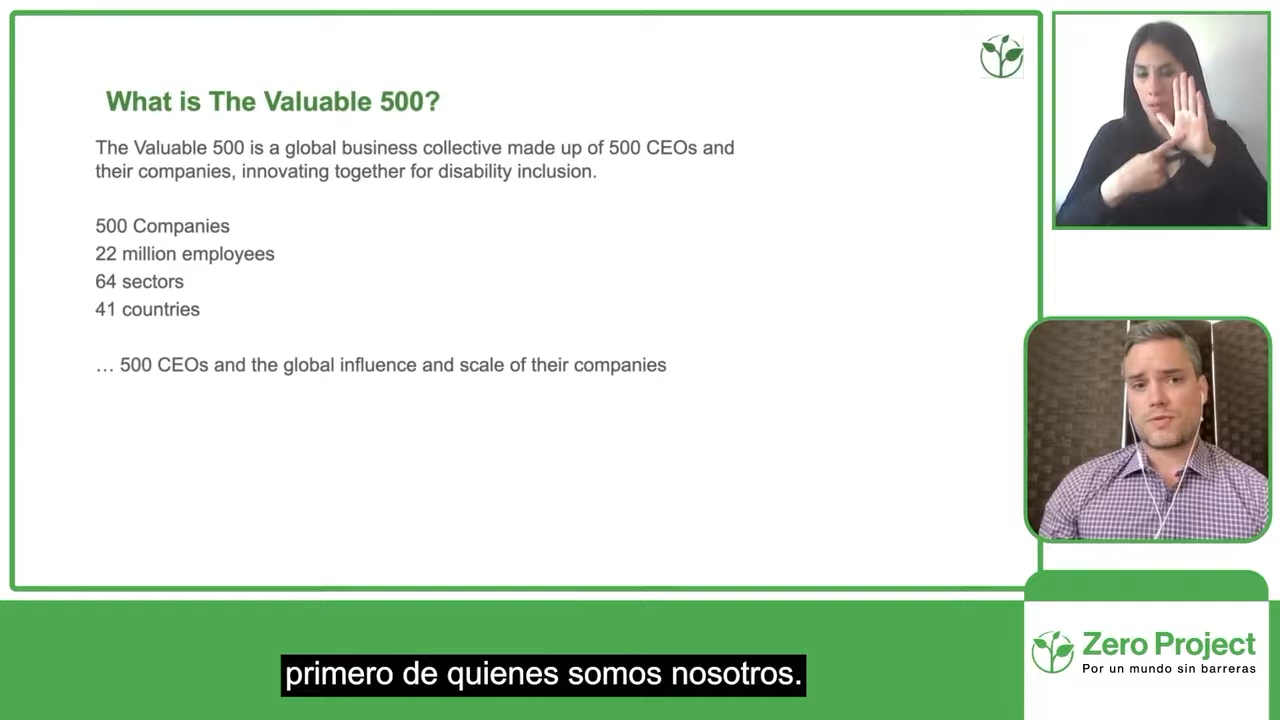 What is The Valuable 500?
The Valuable 500 is a global business collective made up of 500 CEOs and
their companies, innovating together for disability inclusion.
500 Companies
22 million employees
64 sectors
41 countries
… 500 CEOs and the global influence and scale of their companies
Zero Project
Por un mundo sin barreras
primero de quienes somos nosotros.